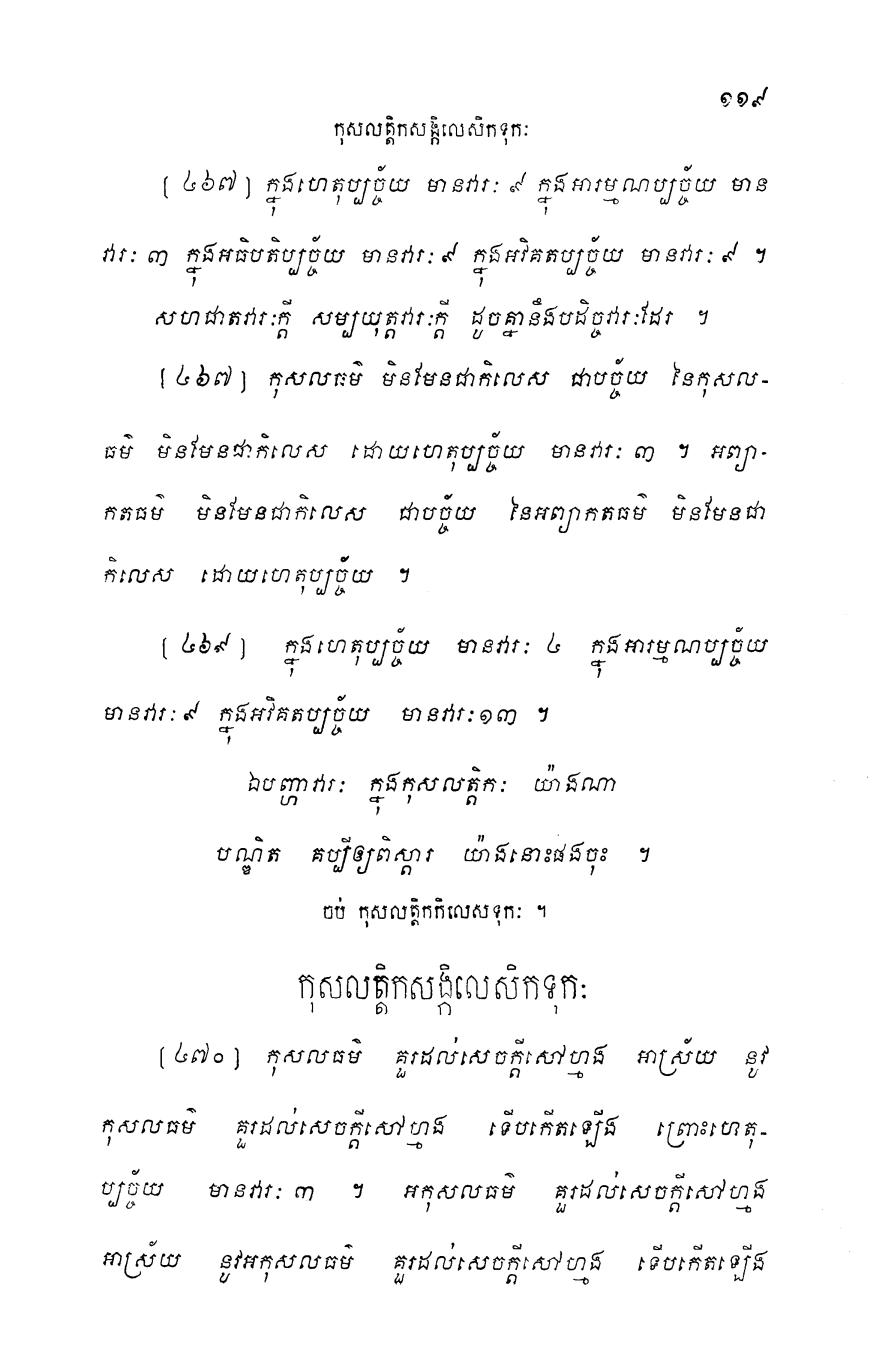 ១១៩
កុសលត្តិកសង្កិលេសិកទុកៈ
[ ៤៦៧ ] ក្នុងហេតុប្បច្ច័យ មានវារៈ ៩ ក្នុងអារម្មណប្បច្ច័យ មាន
វារៈ ៣ ក្នុងអធិបតិប្បច្ច័យ មានវារៈ ៩ ក្នុងអវិគតប្បច្ច័យ មានវារៈ ៩ ។
សហជាតវារៈក្តី សម្បយុត្តវារៈក្តី ដូចគ្នានឹងបដិច្ចវារៈដែរ ។
[ ៤៦៧ ] កុសលធម៌ មិនមែនជាកិលេស ជាបច្ច័យ នៃកុសល-
ធម៌ មិនមែនជាកិលេស ដោយហេតុប្បច្ច័យ មានវារៈ ៣ ។ អព្យា-
កតធម៌ មិនមែនជាកិលេស ជាបច្ច័យ នៃអព្យាកតធម៌ មិនមែនជា
កិលេស ដោយហេតុប្បច្ច័យ ។
[ ៤៦៩ ] ក្នុងហេតុប្បច្ច័យ មានវារៈ ៤ ក្នុងអារម្មណប្បច្ច័យ
មានវារៈ ៩ ក្នុងអវិគតប្បច្ច័យ មានវារៈ១៣ ។
ឯបញ្ហាវារៈ ក្នុងកុសលត្តិកៈ យ៉ាងណា
បណ្ឌិត គប្បីឲ្យពិស្តារ យ៉ាងនោះផងចុះ ។
ចប់ កុសលត្តិកកិលេសទុកៈ ។
កុសលត្តិកសង្កិលេសិកទុកៈ
[ ៤៧០ ] កុសលធម៌ គួរដល់សេចក្តីសៅហ្មង អាស្រ័យ នូវ
កុសលធម៌ គួរដល់សេចក្តីសៅហ្មង ទើបកើតឡើង ព្រោះហេតុ-
ប្បច្ច័យ មានវារៈ ៣ ។ អកុសលធម៌ គួរដល់សេចក្តីសៅហ្មង
អាស្រ័យ នូវអកុសលធម៌ គួរដល់សេចក្តីសៅហ្មង ទើបកើតឡើង